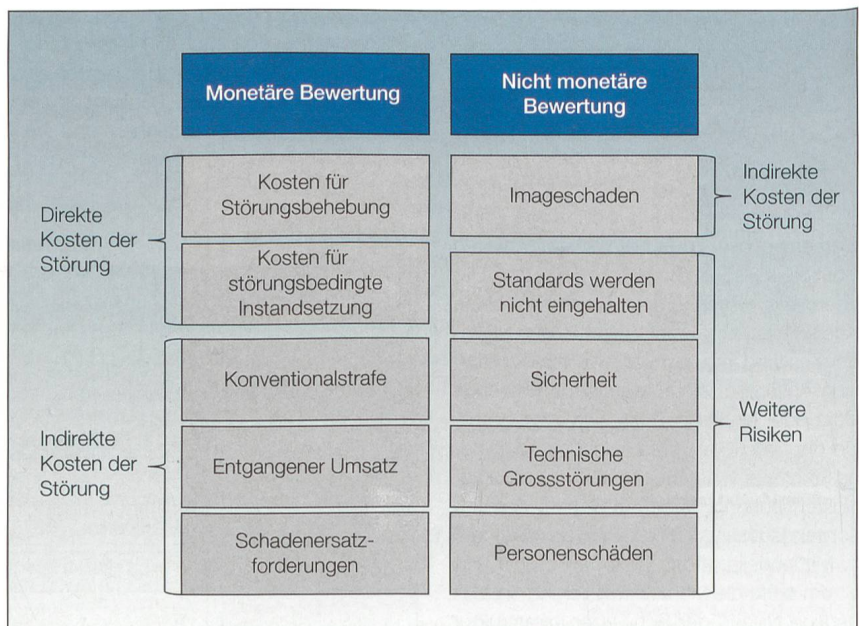 Monetäre Bewertung
Nicht monetäre
Bewertung
Direkte
Kosten der
Störung
Kosten für
Störungsbehebung
Kosten für
störungsbedingte
Instandsetzung
Imageschaden
Indirekte
Kosten der
Störung
Indirekte
Kosten der
Störung
Konventionalstrafe
Entgangener Umsatz
Schadenersatz-
forderungen
Standards werden
nicht eingehalten
Sicherheit
Technische
Grossstörungen
Personenschäden
Weitere
Risiken